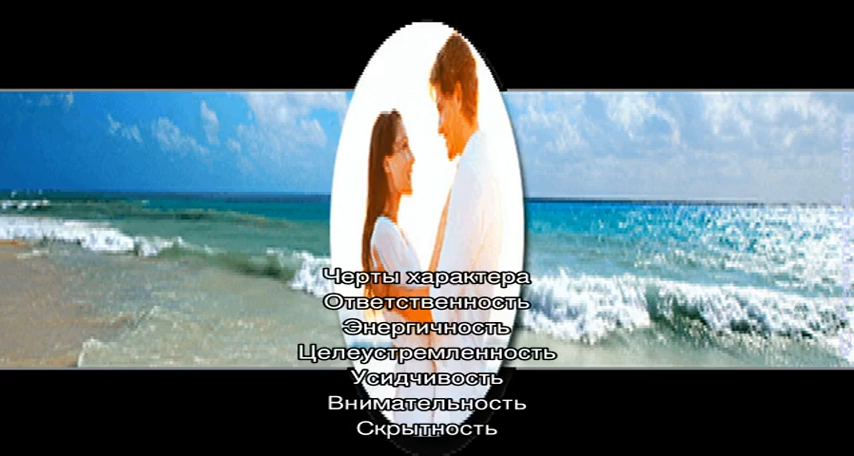 Черты характера
Ответственность
Энергичность
Целеустремленность
Усидчивость
Внимательность
Скрытность